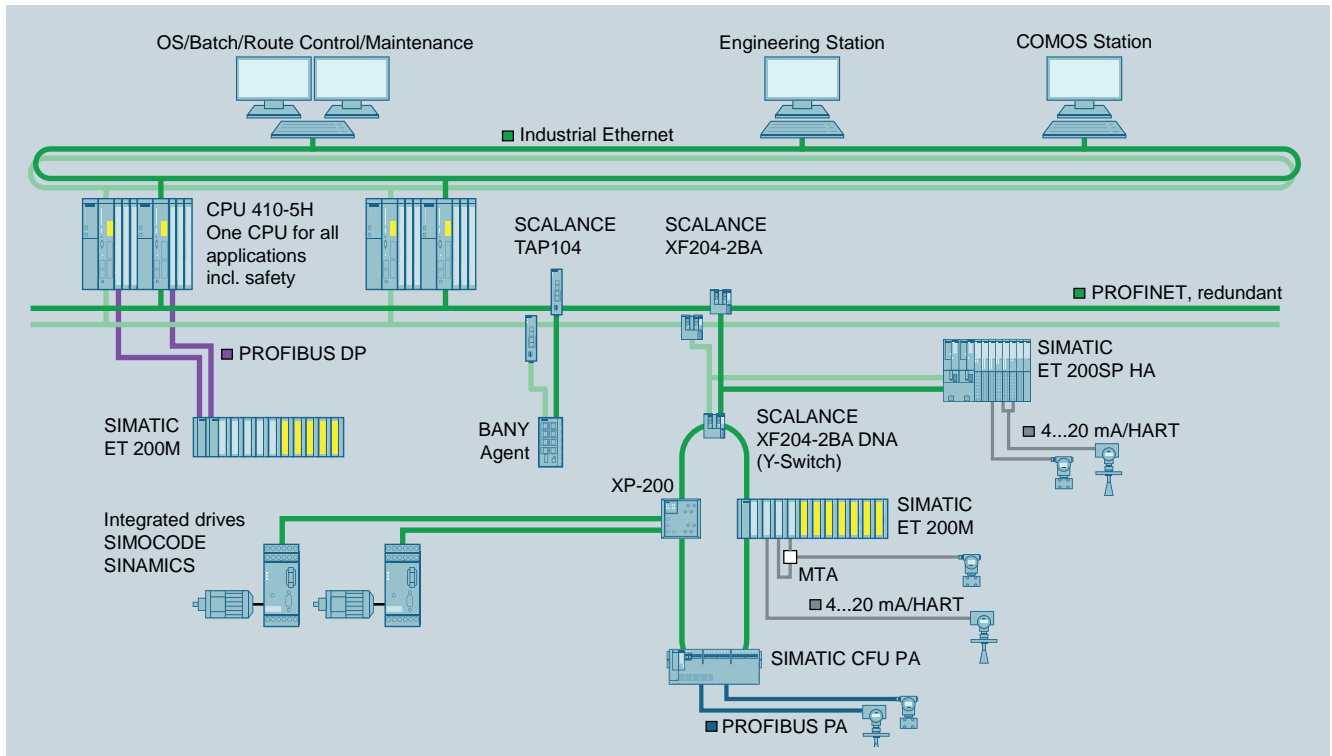 OS/Batch/Route Control/Maintenance
Engineering Station
COMOS Station
Industrial Ethernet
CPU 410-5H
One CPU for all
applications
incl. safety
SCALANCE
TAP104
SCALANCE
XF204-2BA
PROFINET, redundant
PROFIBUS DP
SIMATIC
ET 200SP HA
SIMATIC
ET 200M
BANY
Agent
SCALANCE
XF204-2BA DNA
(Y-Switch)
4...20 mA/HART
XP-200
SIMATIC
ET 200M
Integrated drives
SIMOCODE
SINAMICS
MTA
4...20 mA/HART
SIMATIC CFU PA
PROFIBUS PA